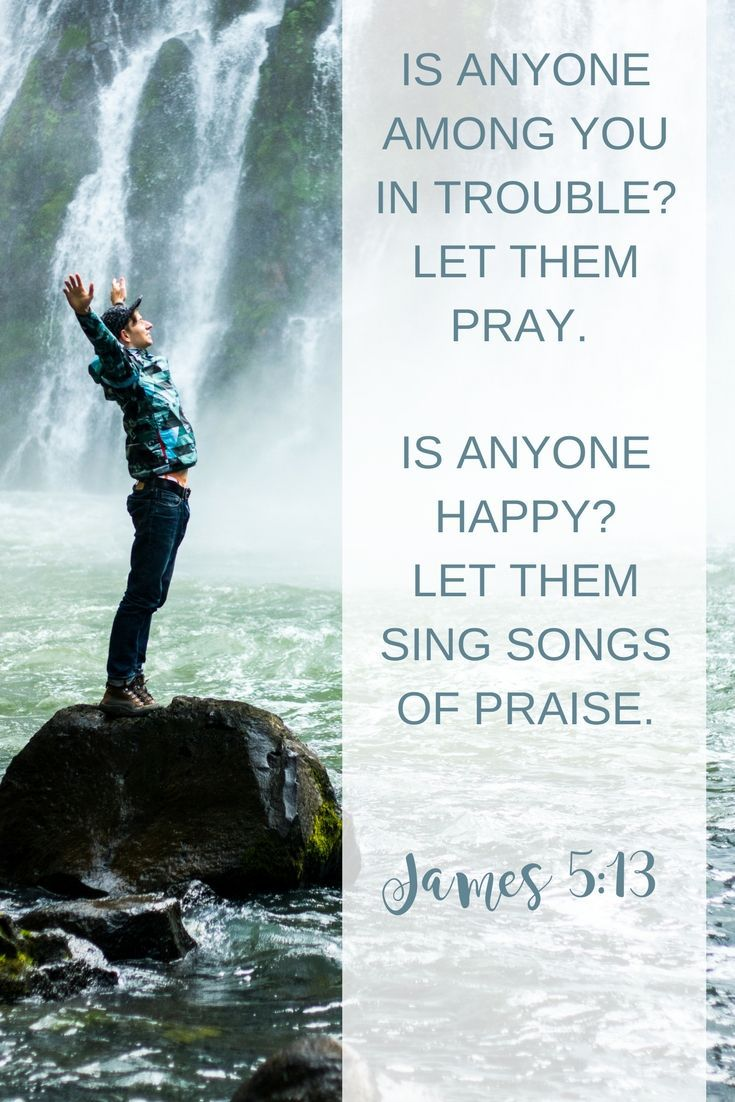 IS ANYONE
AMONG YOU
IN TROUBLE?
LET THEM
PRAY.
IS ANYONE
HAPPY?
LET THEM
SING SONGS
OF PRAISE.
James 5:13